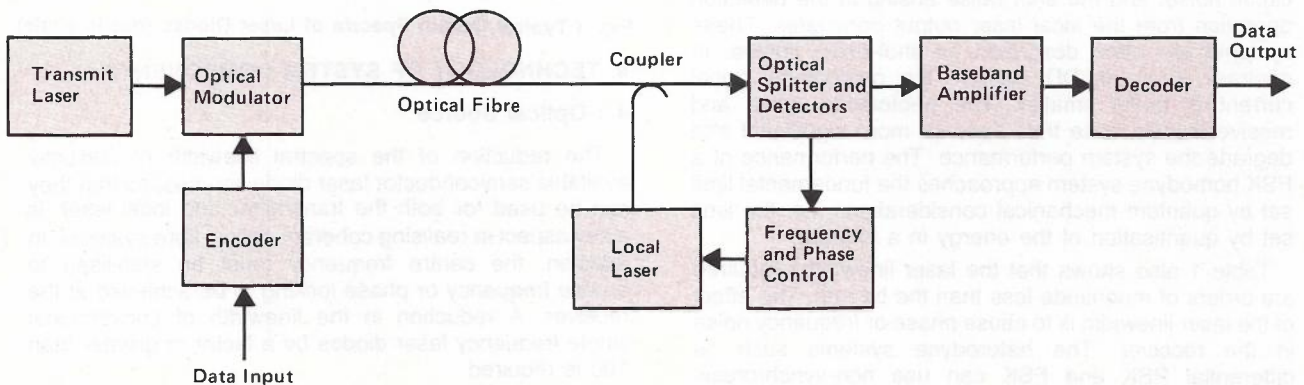 Transmit
Laser
Optical
Modulator
Optical Fibre
Coupler
Optical
Splitter and
Detectors
Baseband
Amplifier
Decoder
Data
Output
Encoder
Data Input
Local
Laser
Frequency
and Phase
Control